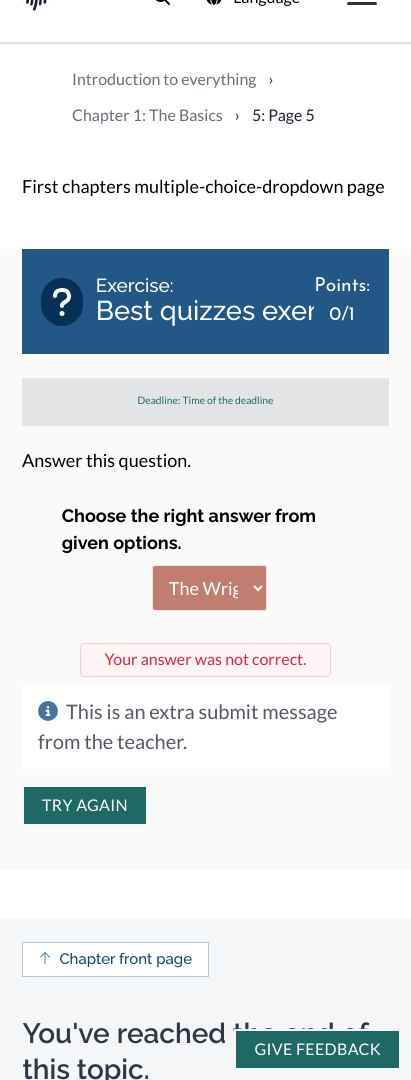 Language
Introduction to everything ›
Chapter 1: The Basics › 5: Page 5
First chapters multiple-choice-dropdown page
?
Exercise:
Best quizzes exer
Points:
0/1
Deadline: Time of the deadline
Answer this question.
Choose the right answer from
given options.
The Wrig
Your answer was not correct.
This is an extra submit message
from the teacher.
TRY AGAIN
↑ Chapter front page
You've reached the end of
this topic.
GIVE FEEDBACK